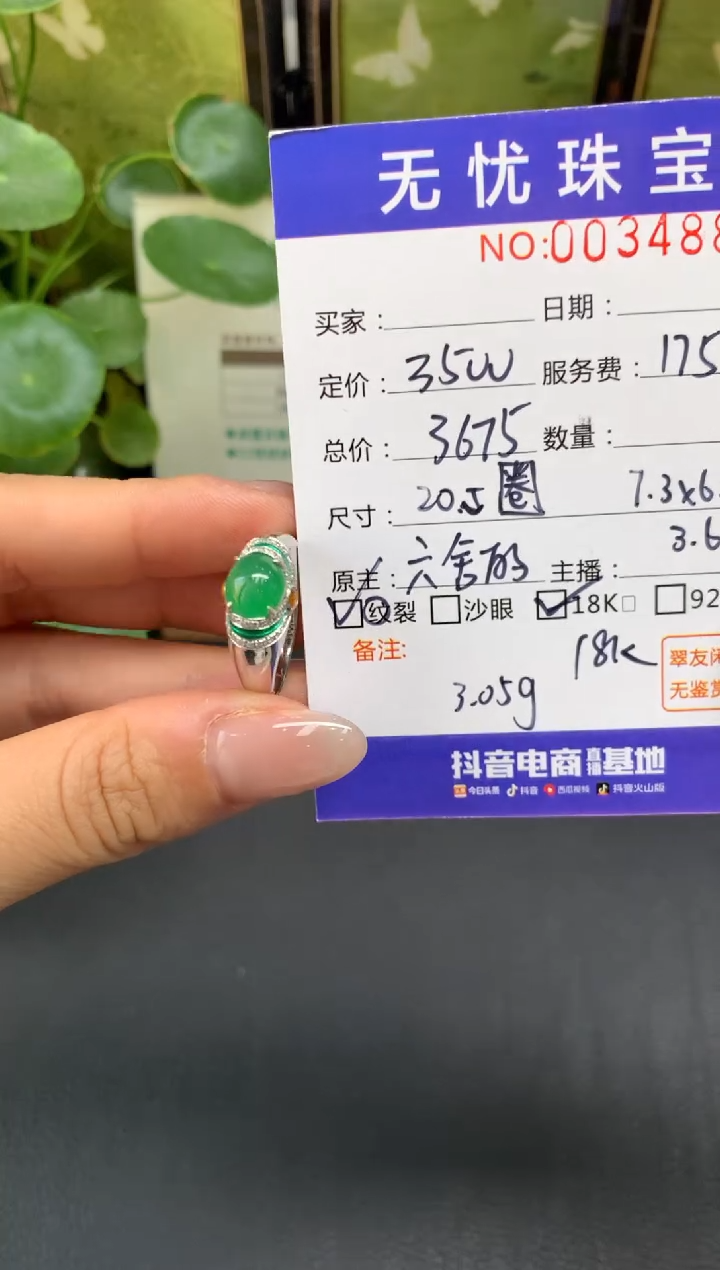 无忧珠宝
NO:003488
买家: 日期:
定价: 3500 服务费: 175
总价: 3675 数量:
尺寸: 20.5圈 7.3x6.
3.6
原主: 主播:
纹裂 沙眼 18K 92
备注: 18K 翠友闲
3.05g 无鉴赏
抖音电商直播基地
今日头条 抖音 西瓜视频 抖音火山版